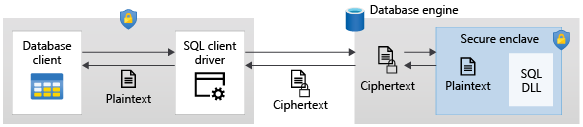 Database engine
Database
client
SQL client
driver
Plaintext
Ciphertext
Ciphertext
Secure enclave
Plaintext
SQL
DLL